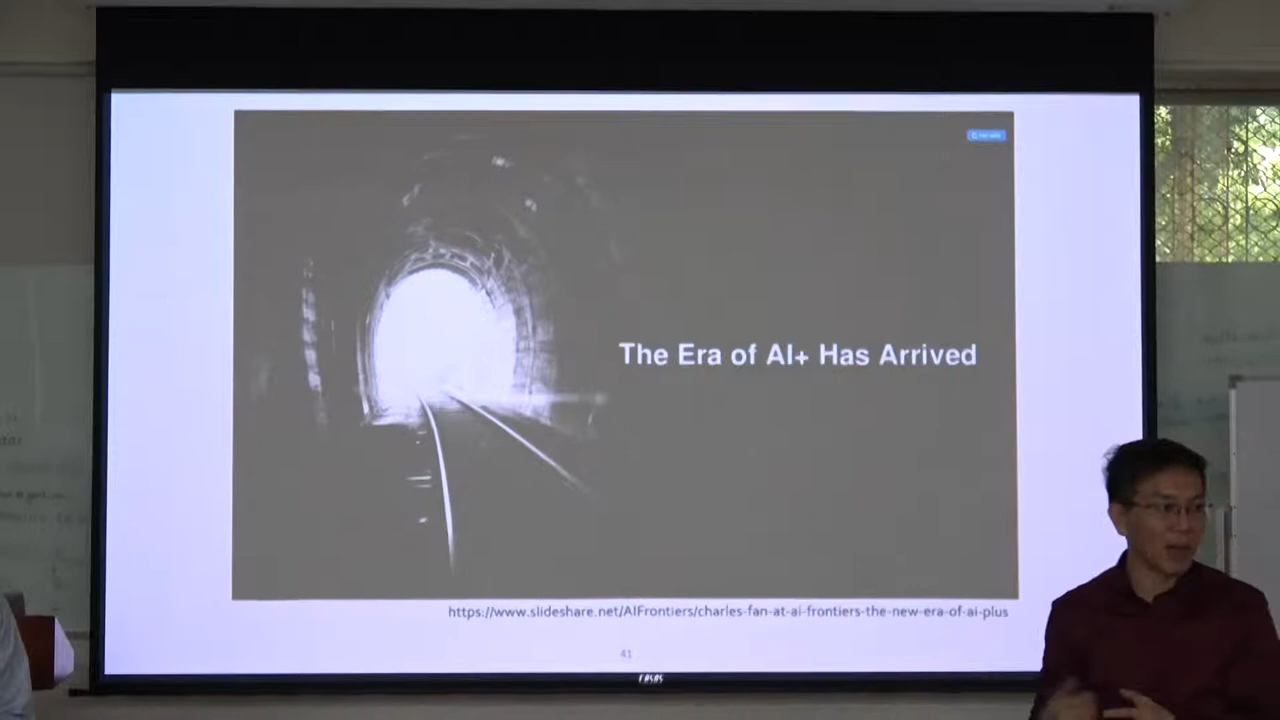 The Era of AI+ Has Arrived
https://www.slideshare.net/AIFrontiers/charles-fan-at-ai-frontiers-the-new-era-of-ai-plus
41